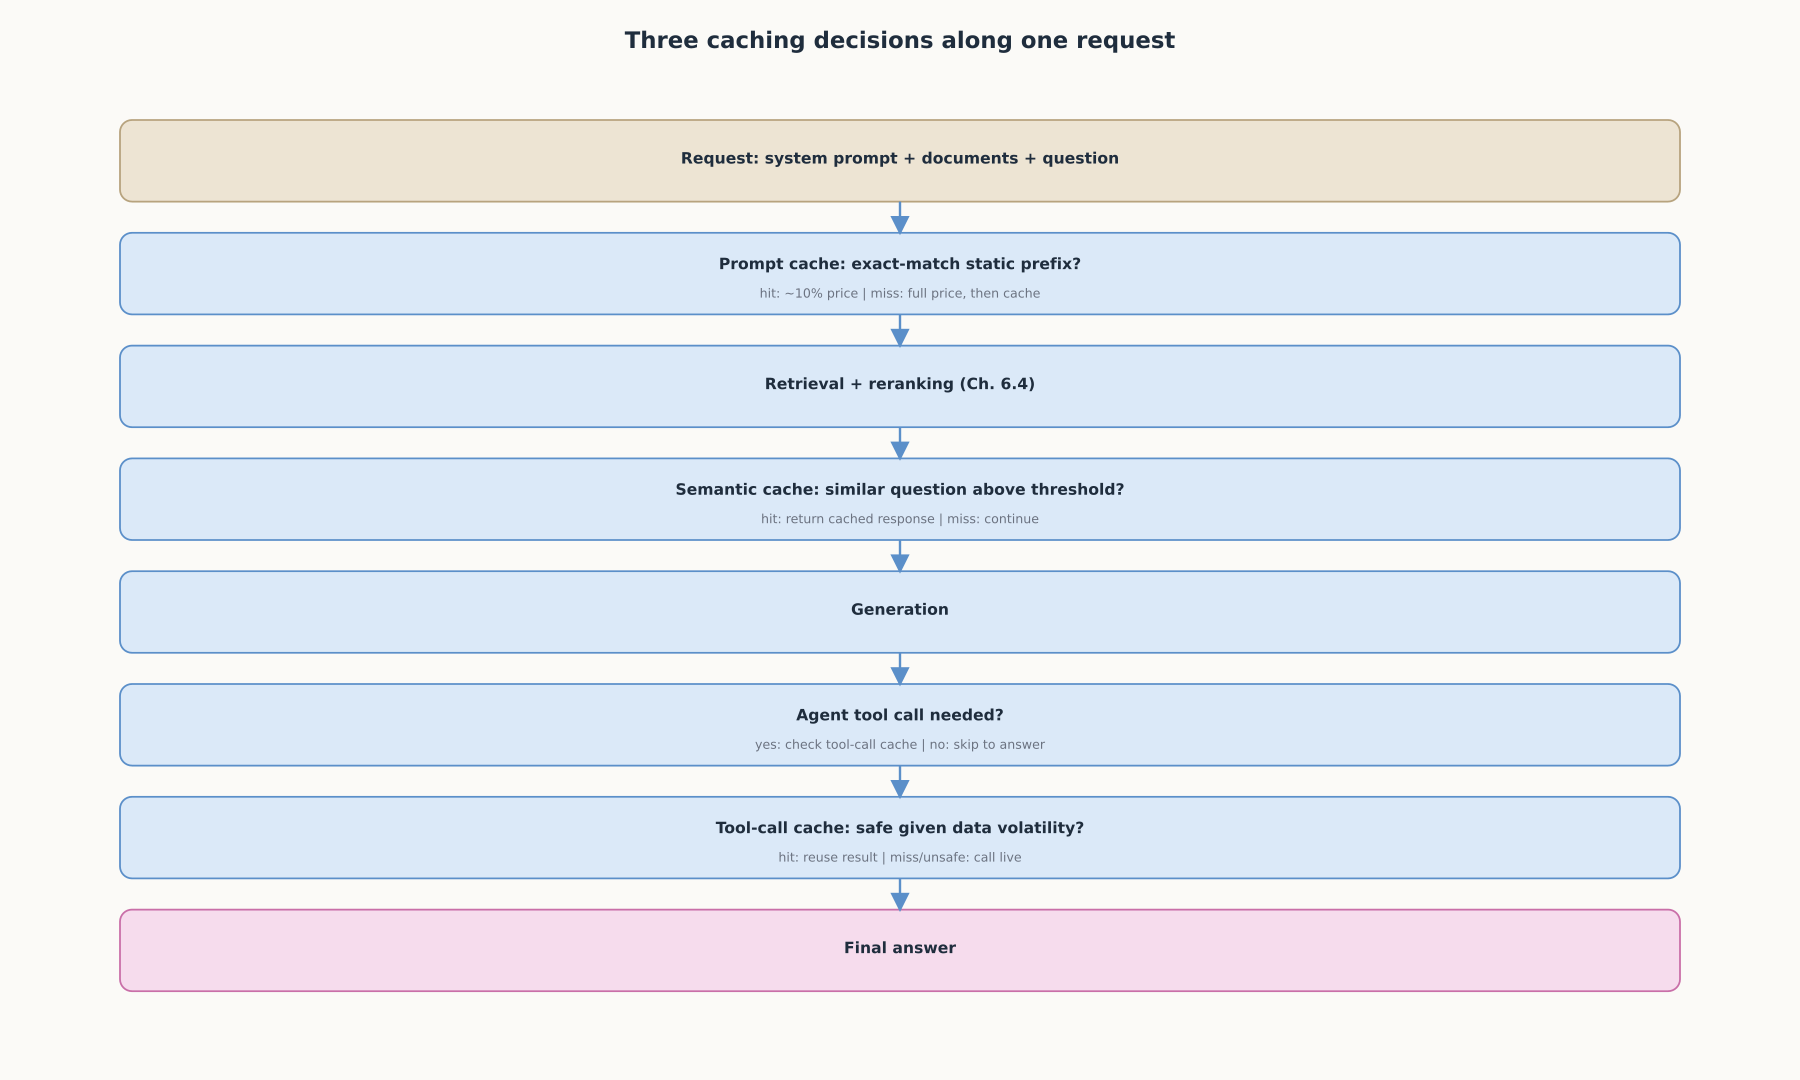 Three caching decisions along one request
Request: system prompt + documents + question
Prompt cache: exact-match static prefix?
hit: ~10% price | miss: full price, then cache
Retrieval + reranking (Ch. 6.4)
Semantic cache: similar question above threshold?
hit: return cached response | miss: continue
Generation
Agent tool call needed?
yes: check tool-call cache | no: skip to answer
Tool-call cache: safe given data volatility?
hit: reuse result | miss/unsafe: call live
Final answer